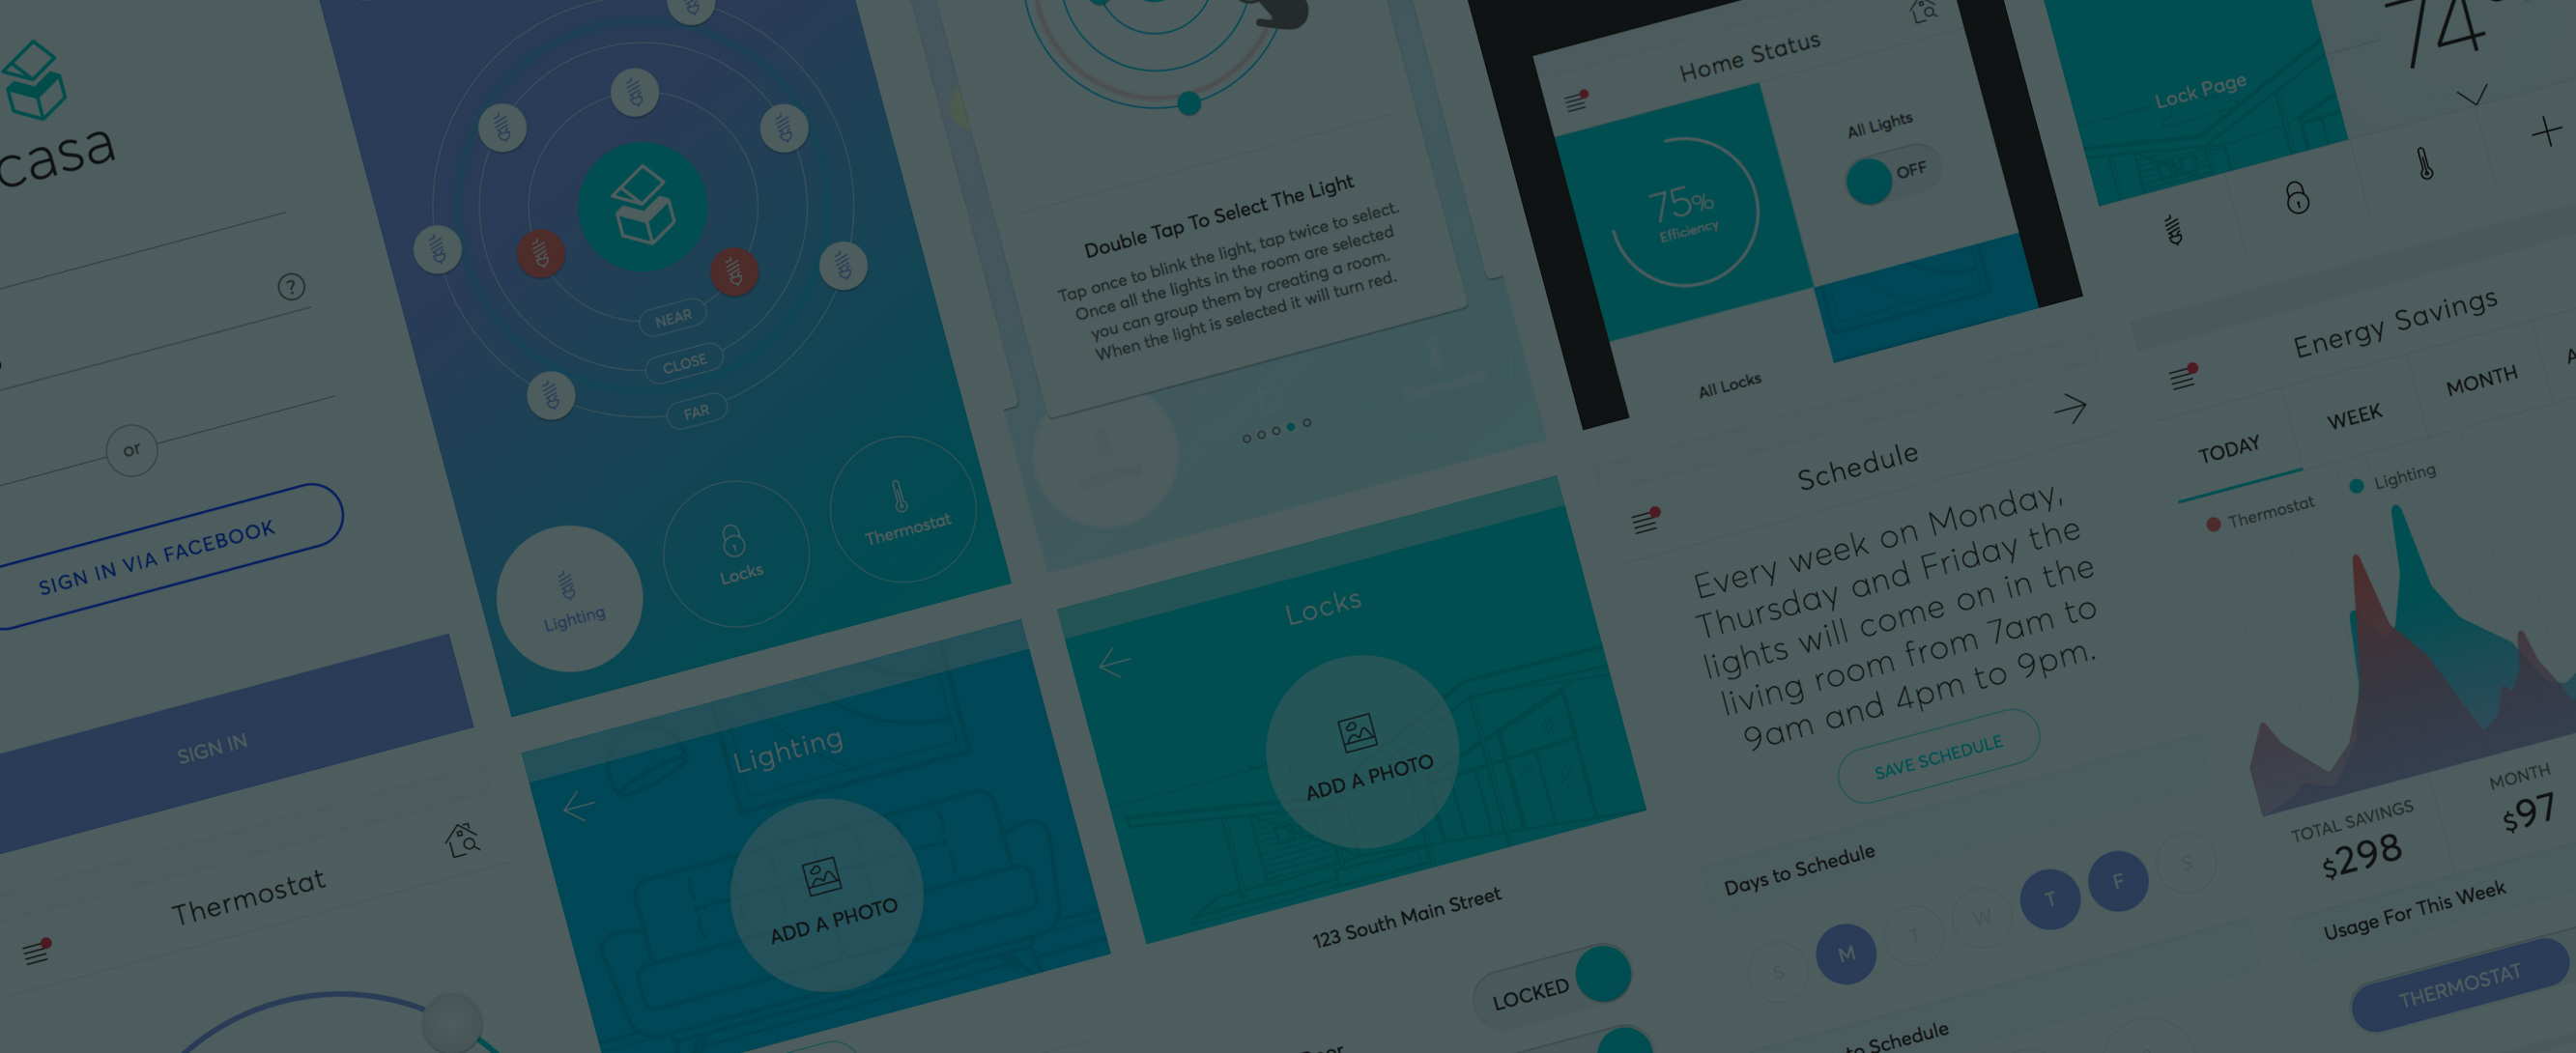 casa
or
SIGN IN VIA FACEBOOK
SIGN IN
Thermostat
NEAR
CLOSE
FAR
Lighting
Locks
Thermostat
Lighting
ADD A PHOTO
Double Tap To Select The Light
Tap once to blink the light, tap twice to select.
Once all the lights in the room are selected
you can group them by creating a room.
When the light is selected it will turn red.
Lighting
Thermostat
Locks
ADD A PHOTO
123 South Main Street
LOCKED
Home Status
75%
Efficiency
All Lights
OFF
All Locks
Schedule
Every week on Monday,
Thursday and Friday the
lights will come on in the
living room from 7am to
9am and 4pm to 9pm.
SAVE SCHEDULE
Days to Schedule
S M T W T F S
to Schedule
Lock Page
74°
Energy Savings
TODAY
WEEK
MONTH
Thermostat
Lighting
TOTAL SAVINGS
$298
MONTH
$97
Usage For This Week
THERMOSTAT